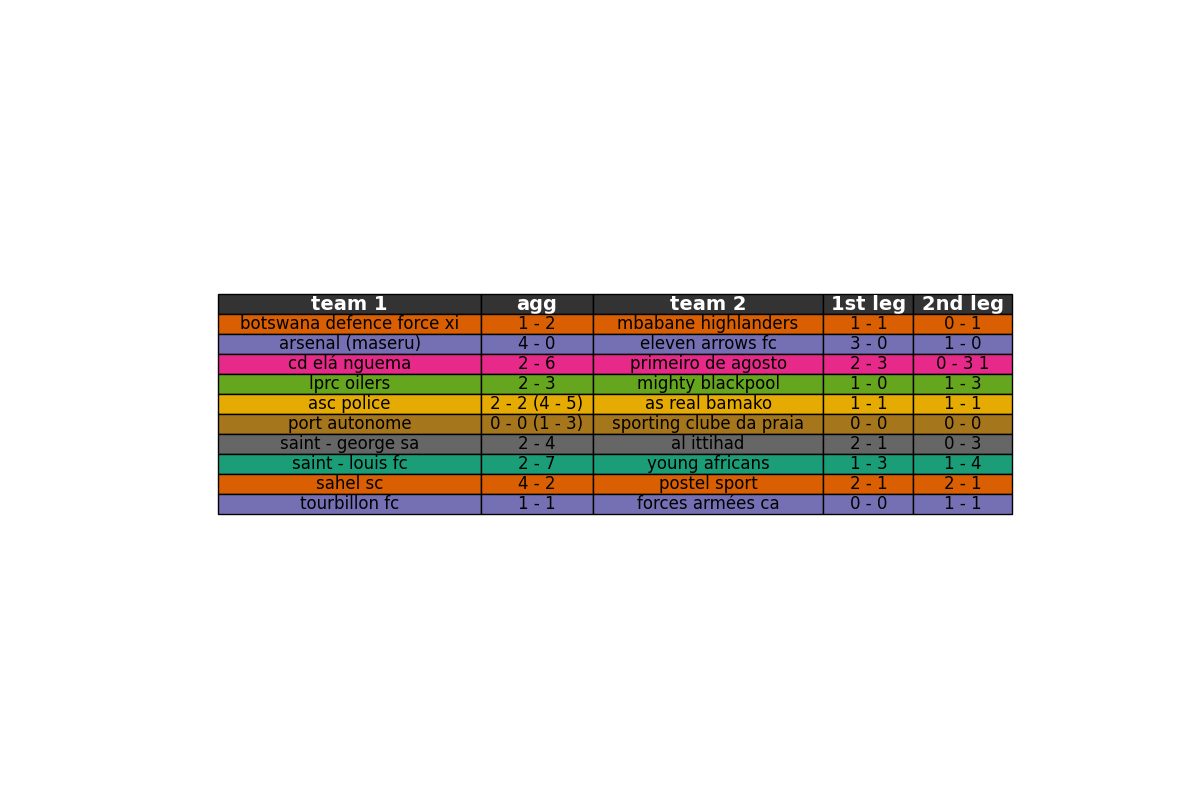 team 1 agg team 2 1st leg 2nd leg
botswana defence force xi 1 - 2 mbabane highlanders 1 - 1 0 - 1
arsenal (maseru) 4 - 0 eleven arrows fc 3 - 0 1 - 0
cd elá nguema 2 - 6 primeiro de agosto 2 - 3 0 - 3 1
lprc oilers 2 - 3 mighty blackpool 1 - 0 1 - 3
asc police 2 - 2 (4 - 5) as real bamako 1 - 1 1 - 1
port autonome 0 - 0 (1 - 3) sporting clube da praia 0 - 0 0 - 0
saint - george sa 2 - 4 al ittihad 2 - 1 0 - 3
saint - louis fc 2 - 7 young africans 1 - 3 1 - 4
sahel sc 4 - 2 postel sport 2 - 1 2 - 1
tourbillon fc 1 - 1 forces armées ca 0 - 0 1 - 1